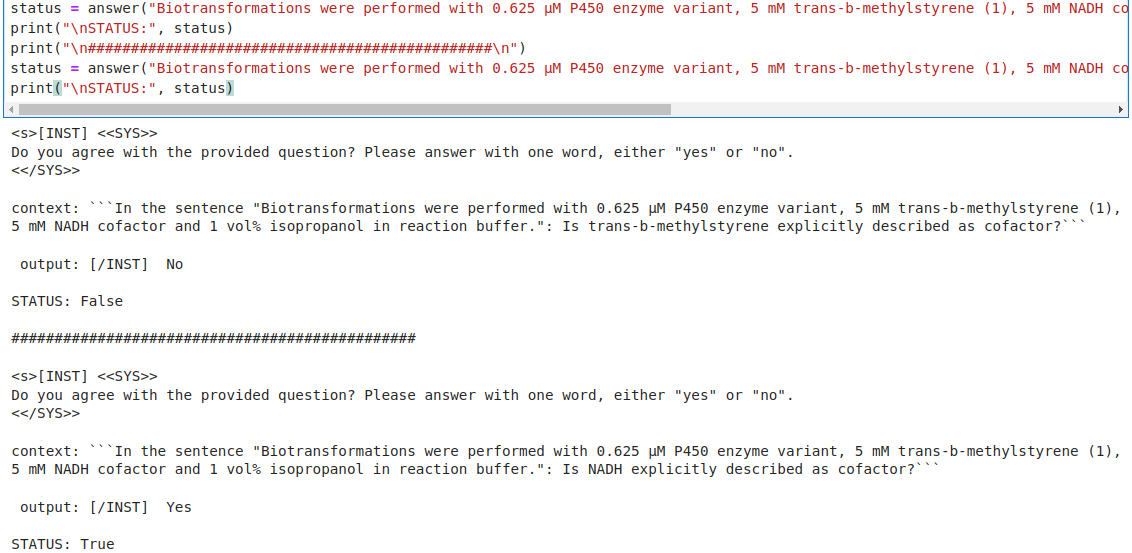 status = answer("Biotransformations were performed with 0.625 µM P450 enzyme variant, 5 mM trans-b-methylstyrene (1), 5 mM NADH co
print("\nSTATUS:", status)
print("\n###############################################\n")
status = answer("Biotransformations were performed with 0.625 µM P450 enzyme variant, 5 mM trans-b-methylstyrene (1), 5 mM NADH co
print("\nSTATUS:", status)
<s>[INST] <<SYS>>
Do you agree with the provided question? Please answer with one word, either "yes" or "no".
<</SYS>>
context: ```In the sentence "Biotransformations were performed with 0.625 µM P450 enzyme variant, 5 mM trans-b-methylstyrene (1),
5 mM NADH cofactor and 1 vol% isopropanol in reaction buffer.": Is trans-b-methylstyrene explicitly described as cofactor?```
output: [/INST]  No
STATUS: False
###############################################
<s>[INST] <<SYS>>
Do you agree with the provided question? Please answer with one word, either "yes" or "no".
<</SYS>>
context: ```In the sentence "Biotransformations were performed with 0.625 µM P450 enzyme variant, 5 mM trans-b-methylstyrene (1),
5 mM NADH cofactor and 1 vol% isopropanol in reaction buffer.": Is NADH explicitly described as cofactor?```
output: [/INST]  Yes
STATUS: True